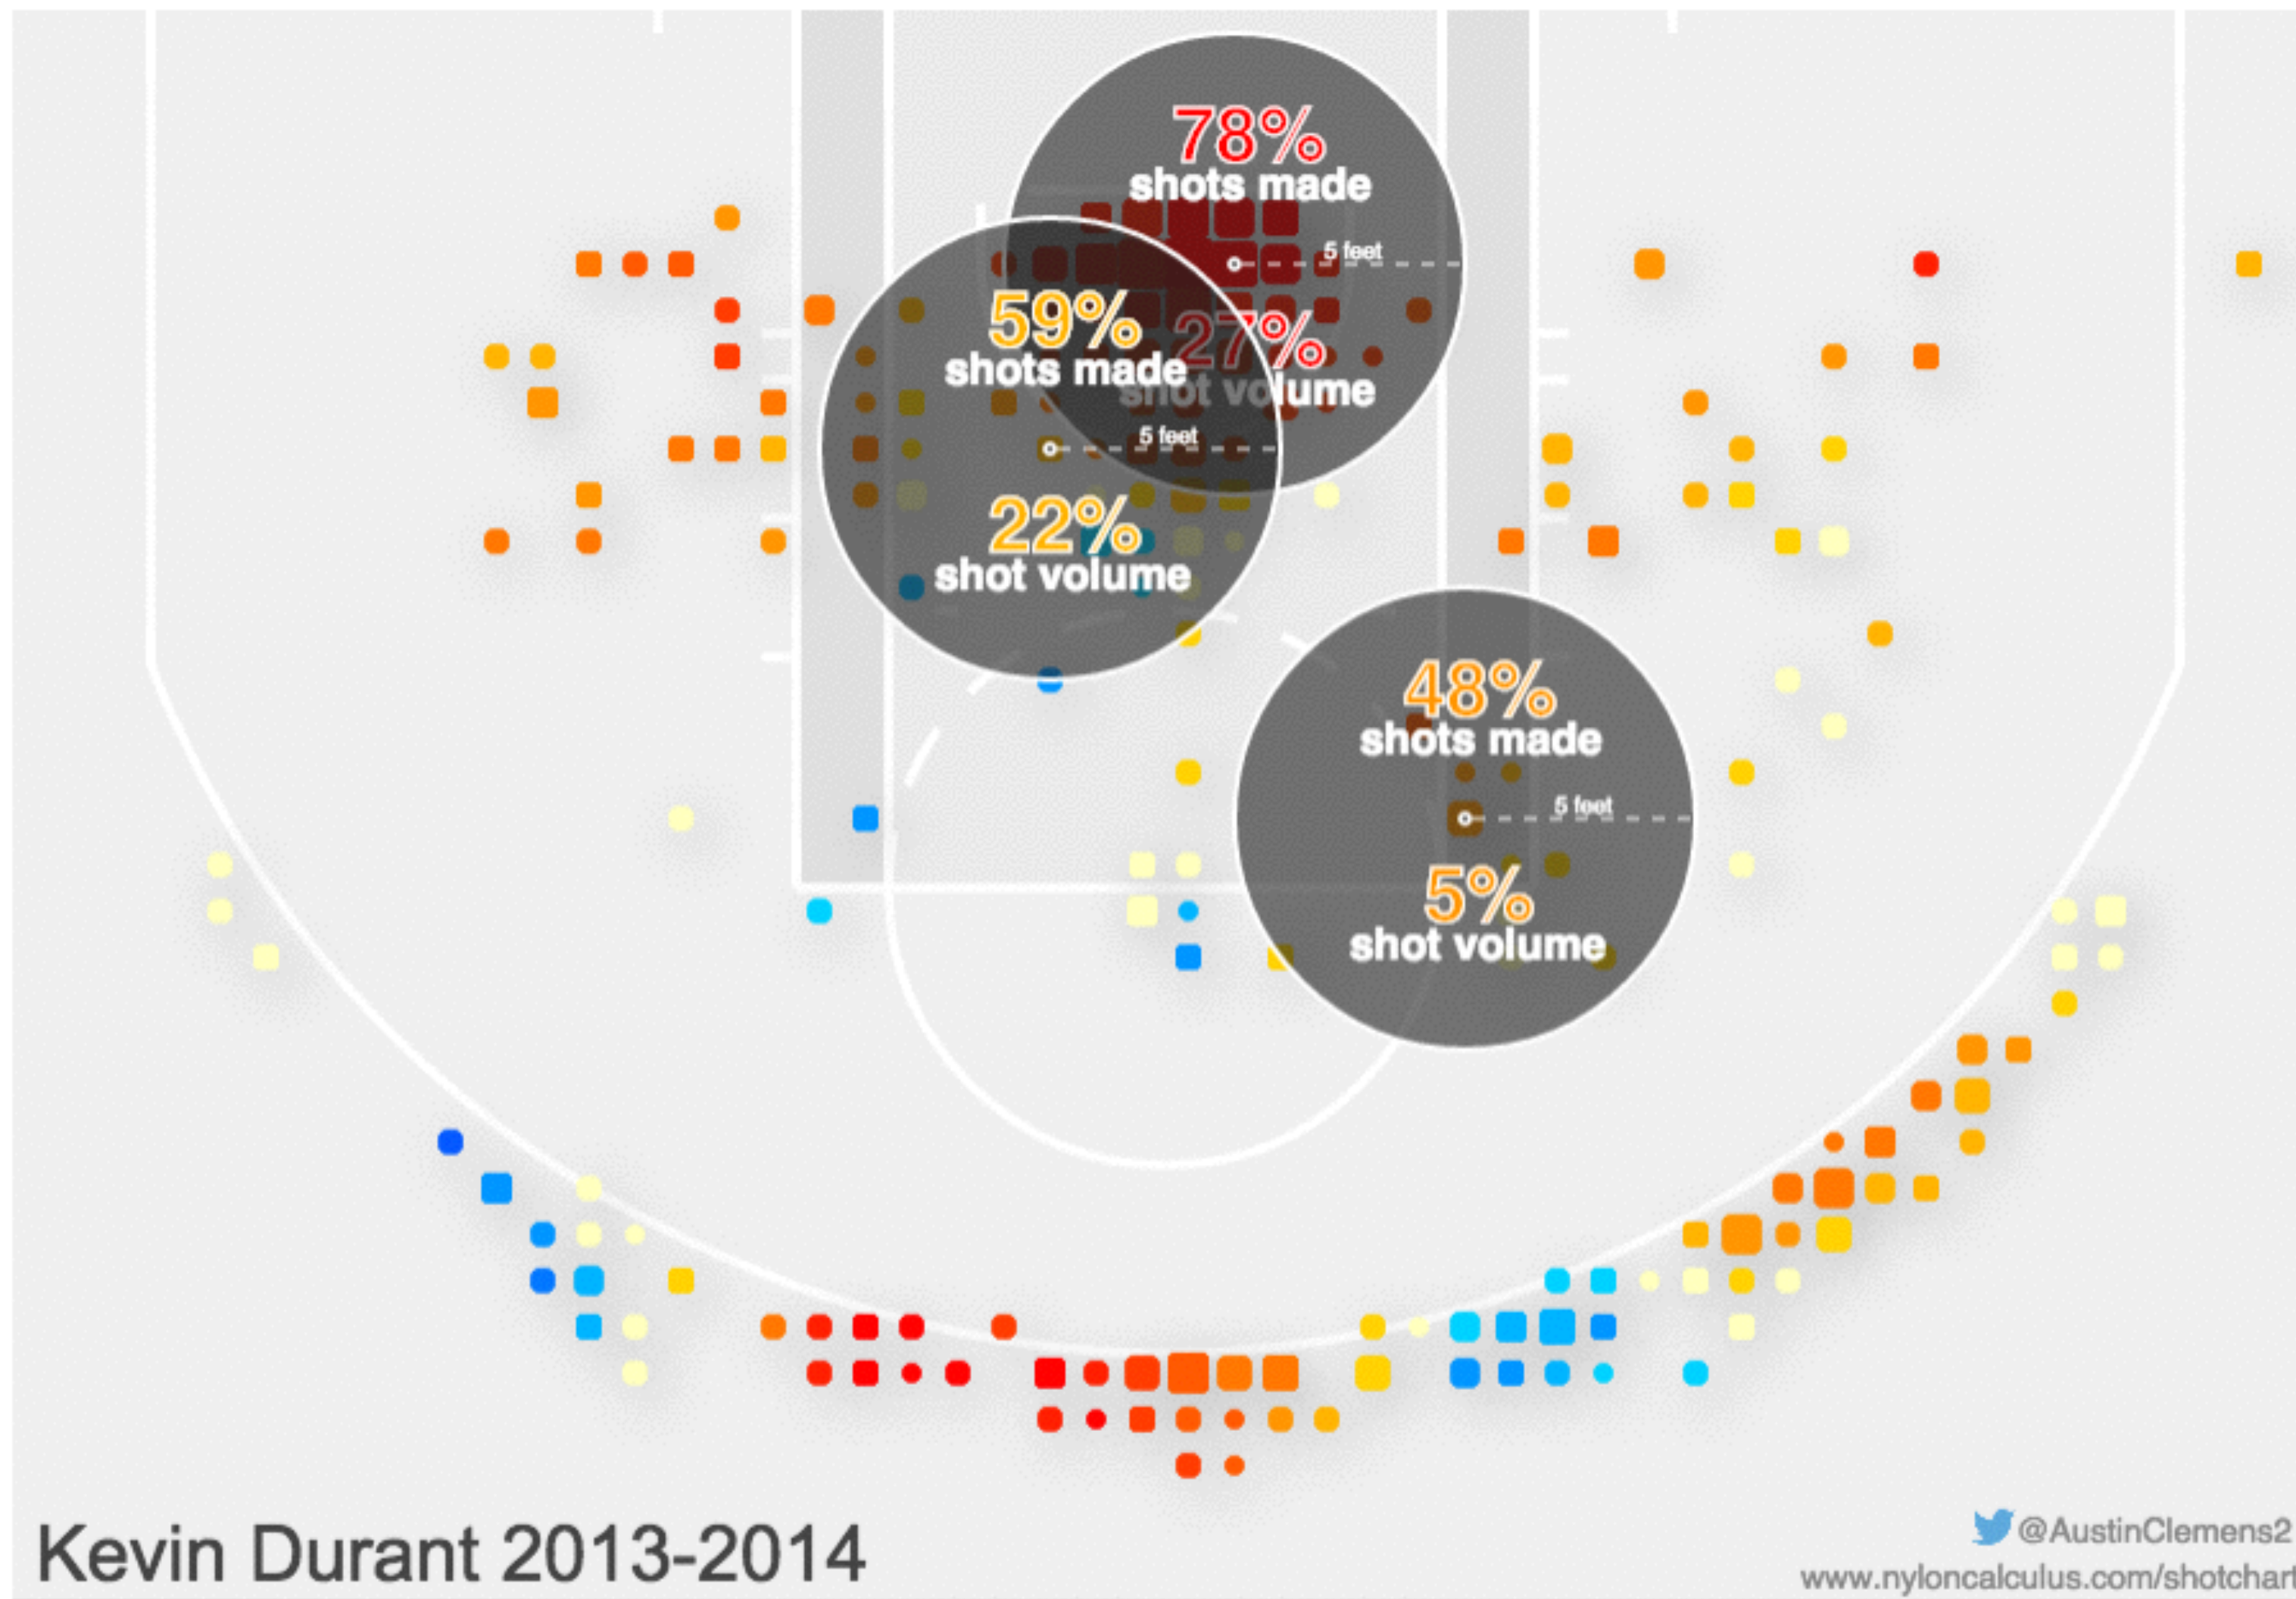 78%
shots made
5 feet
27%
shot volume
59%
shots made
5 feet
22%
shot volume
48%
shots made
5 feet
5%
shot volume
Kevin Durant 2013-2014
@AustinClemens2
www.nyloncalculus.com/shotchart